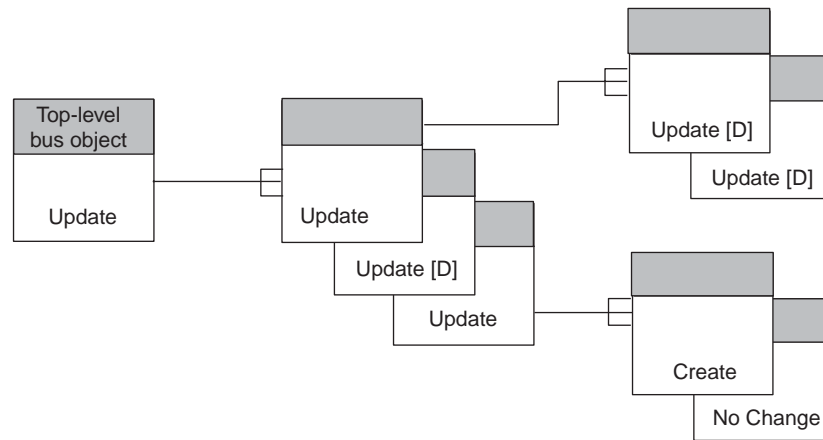 Top-level
bus object
Update
Update
Update [D]
Update
Update [D]
Update [D]
Create
No Change